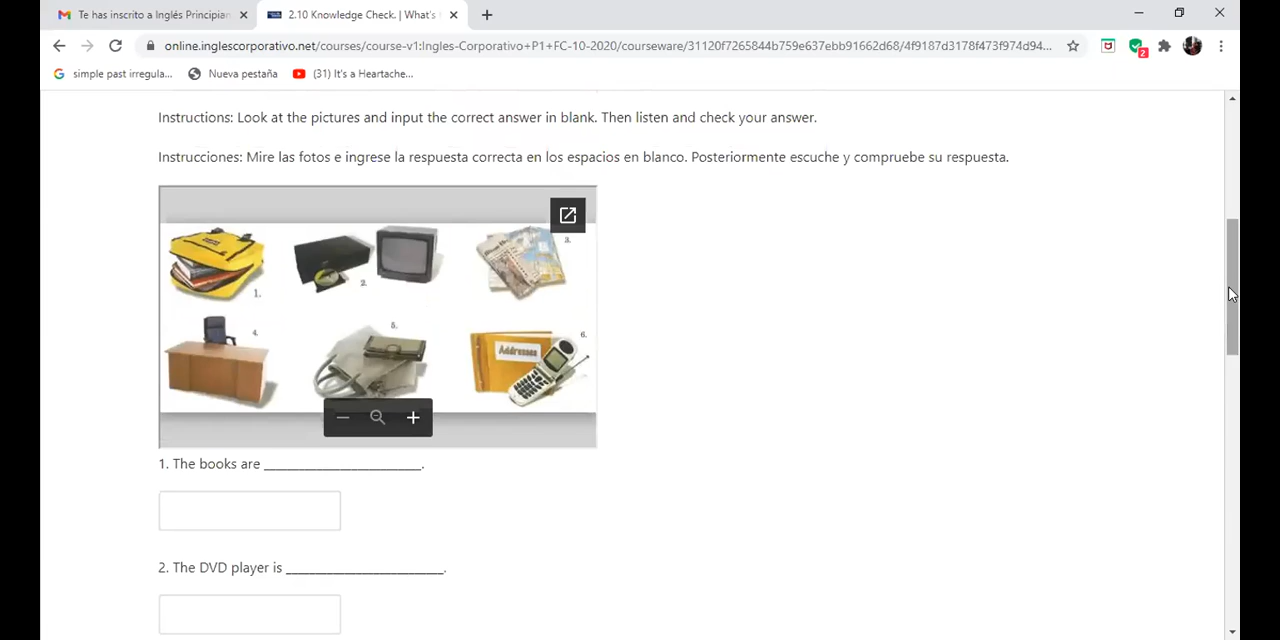 Te has inscrito a Inglés Principian
2.10 Knowledge Check. | What's
online.inglescorporativo.net/courses/course-v1:Ingles-Corporativo+P1+FC-10-2020/courseware/31120f7265844b759e637ebb91662d68/4f9187d3178f473f974d94...
2
simple past irregula...
Nueva pestaña
(31) It's a Heartache...
Instructions: Look at the pictures and input the correct answer in blank. Then listen and check your answer.
Instrucciones: Mire las fotos e ingrese la respuesta correcta en los espacios en blanco. Posteriormente escuche y compruebe su respuesta.
1.
2.
3.
4.
5.
6.
Addresses
1. The books are _________________________.
2. The DVD player is _________________________.